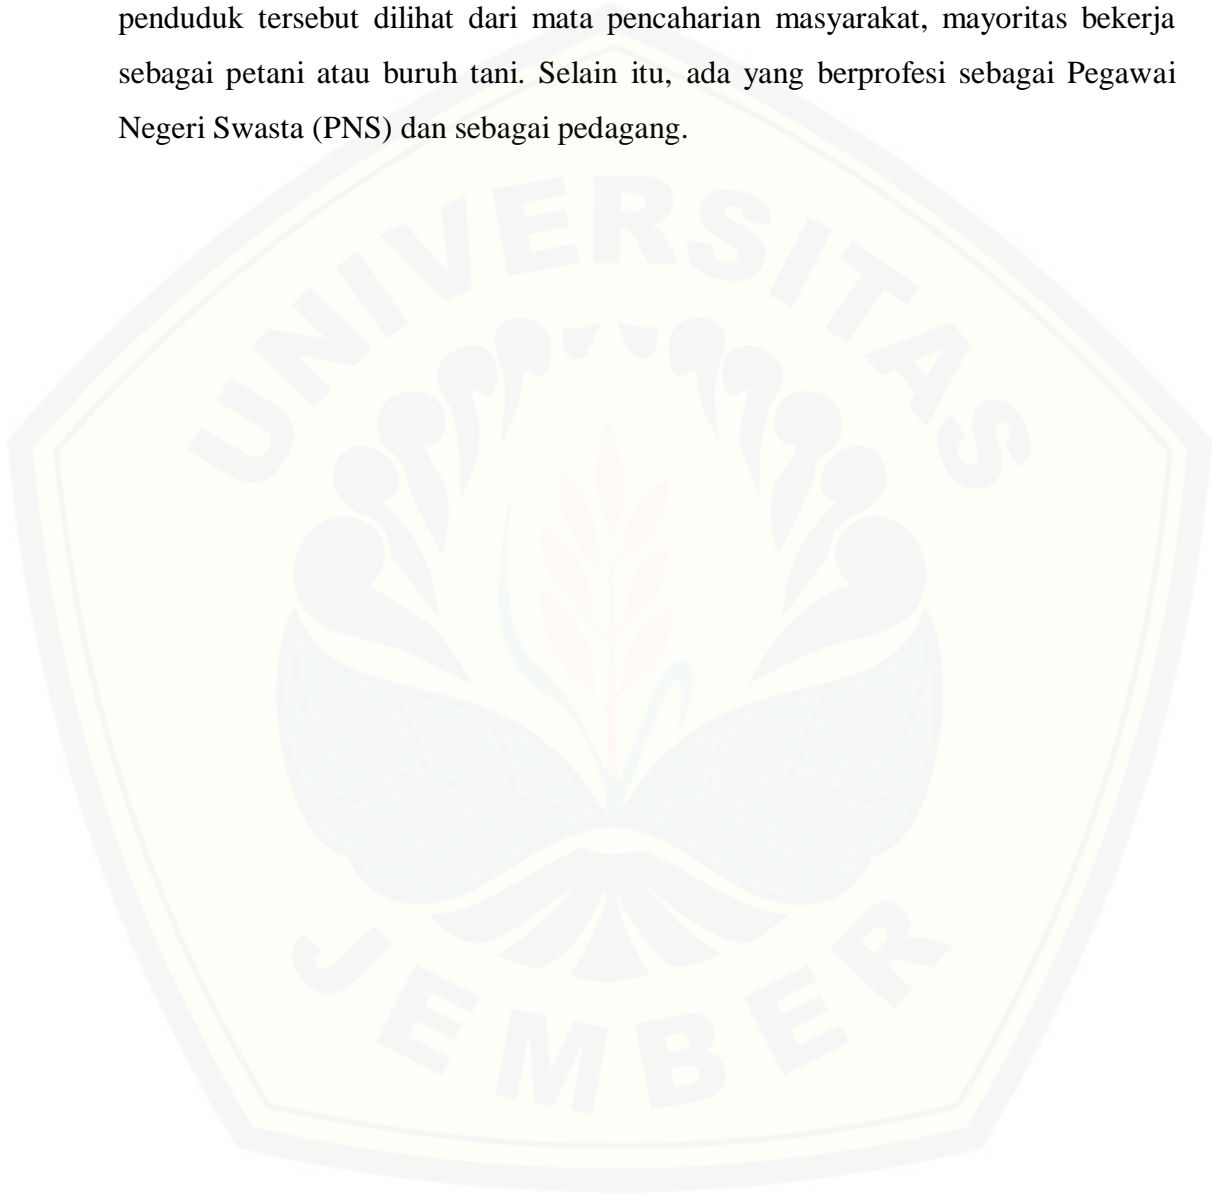 penduduk tersebut dilihat dari mata pencaharian masyarakat, mayoritas bekerja
sebagai petani atau buruh tani. Selain itu, ada yang berprofesi sebagai Pegawai
Negeri Swasta (PNS) dan sebagai pedagang.
UNIVERSITAS
JEMBER